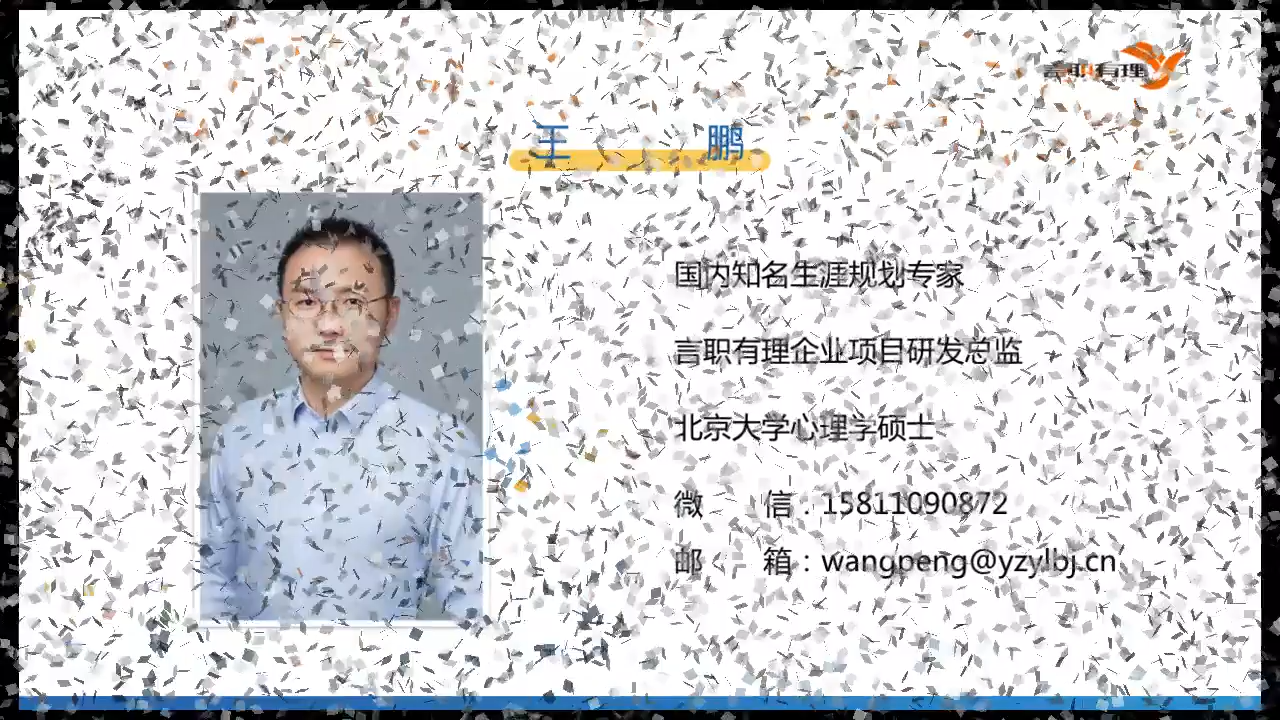 言职有理
王 鹏
国内知名生涯规划专家
言职有理企业项目研发总监
北京大学心理学硕士
微 信：15811090872
邮 箱：wangpeng@yzylbj.cn